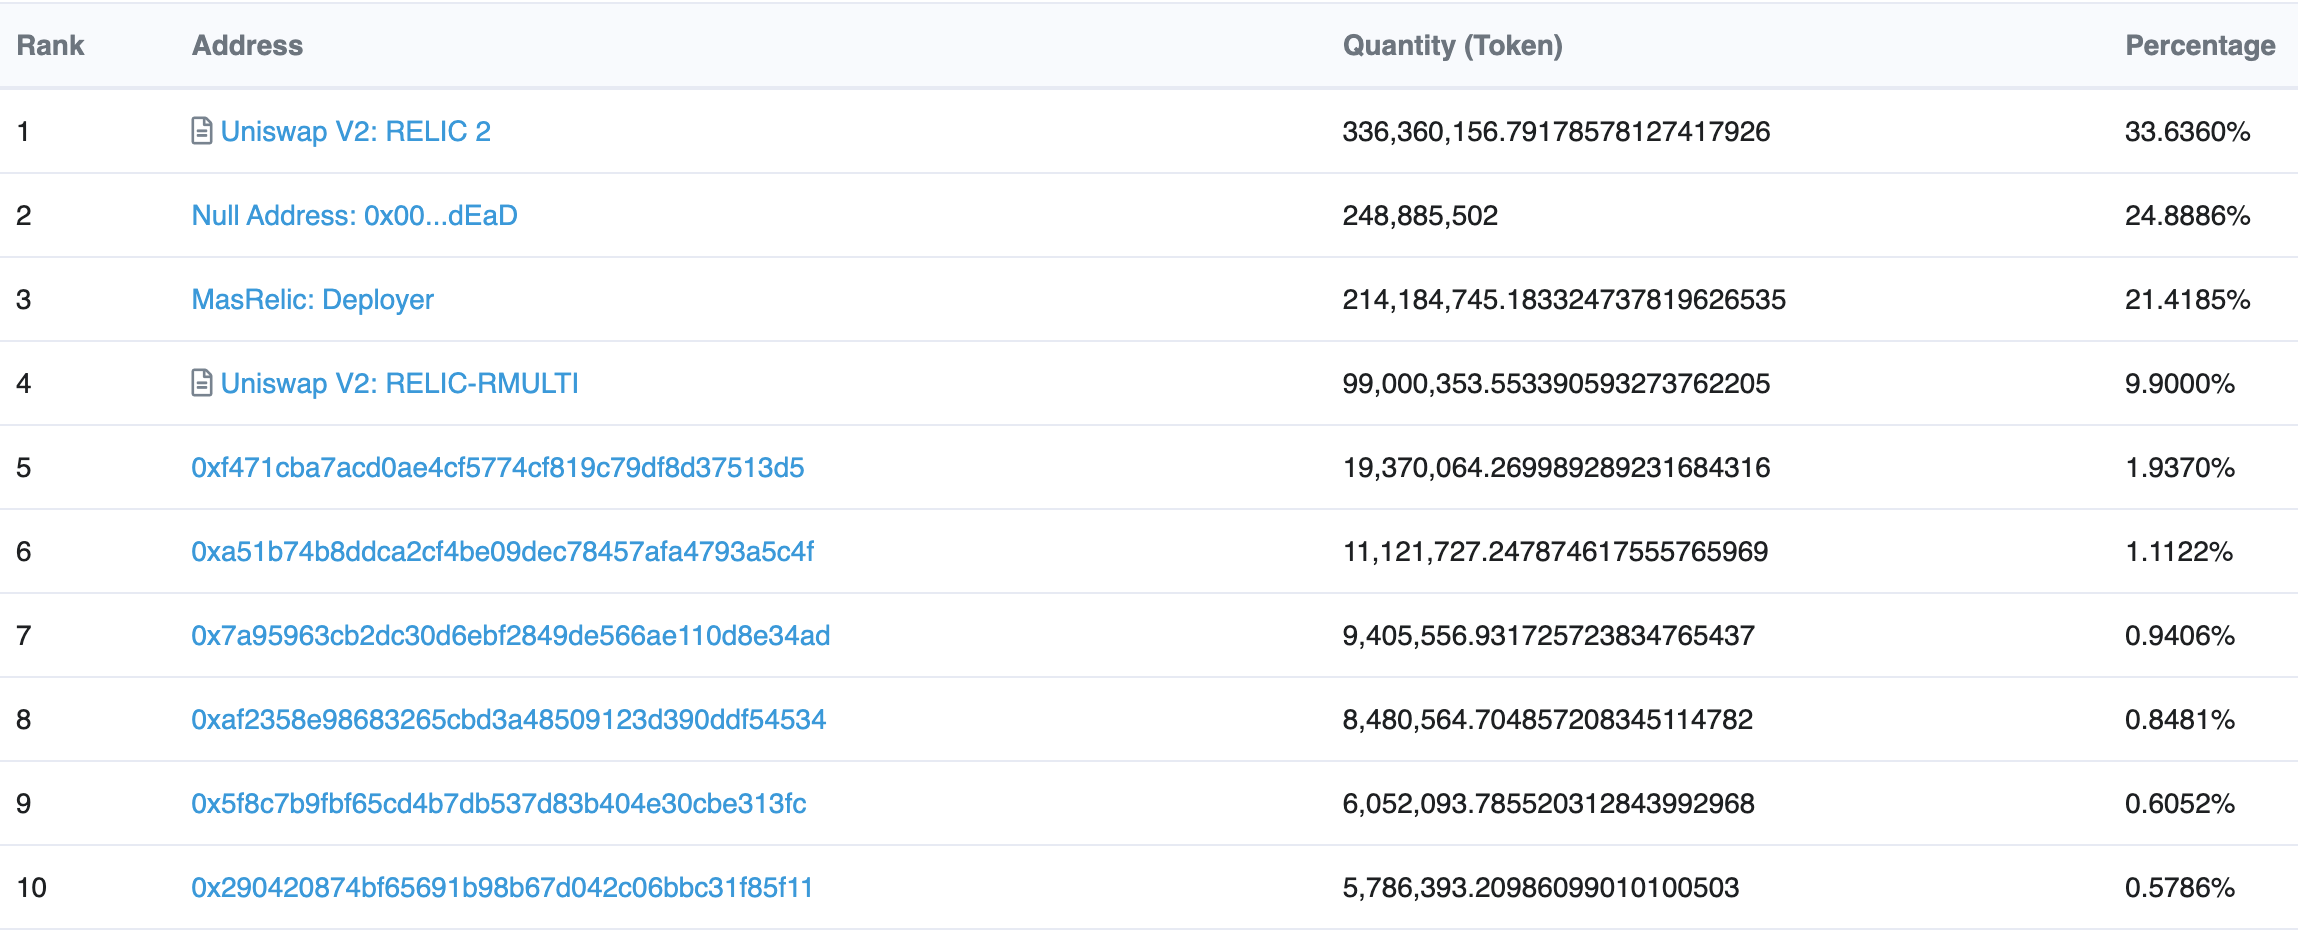 Rank Address Quantity (Token) Percentage
1 Uniswap V2: RELIC 2 336,360,156.79178578127417926 33.6360%
2 Null Address: 0x00...dEaD 248,885,502 24.8886%
3 MasRelic: Deployer 214,184,745.183324737819626535 21.4185%
4 Uniswap V2: RELIC-RMULTI 99,000,353.553390593273762205 9.9000%
5 0xf471cba7acd0ae4cf5774cf819c79df8d37513d5 19,370,064.269989289231684316 1.9370%
6 0xa51b74b8ddca2cf4be09dec78457afa4793a5c4f 11,121,727.247874617555765969 1.1122%
7 0x7a95963cb2dc30d6ebf2849de566ae110d8e34ad 9,405,556.931725723834765437 0.9406%
8 0xaf2358e98683265cbd3a48509123d390ddf54534 8,480,564.704857208345114782 0.8481%
9 0x5f8c7b9fbf65cd4b7db537d83b404e30cbe313fc 6,052,093.785520312843992968 0.6052%
10 0x290420874bf65691b98b67d042c06bbc31f85f11 5,786,393.20986099010100503 0.5786%